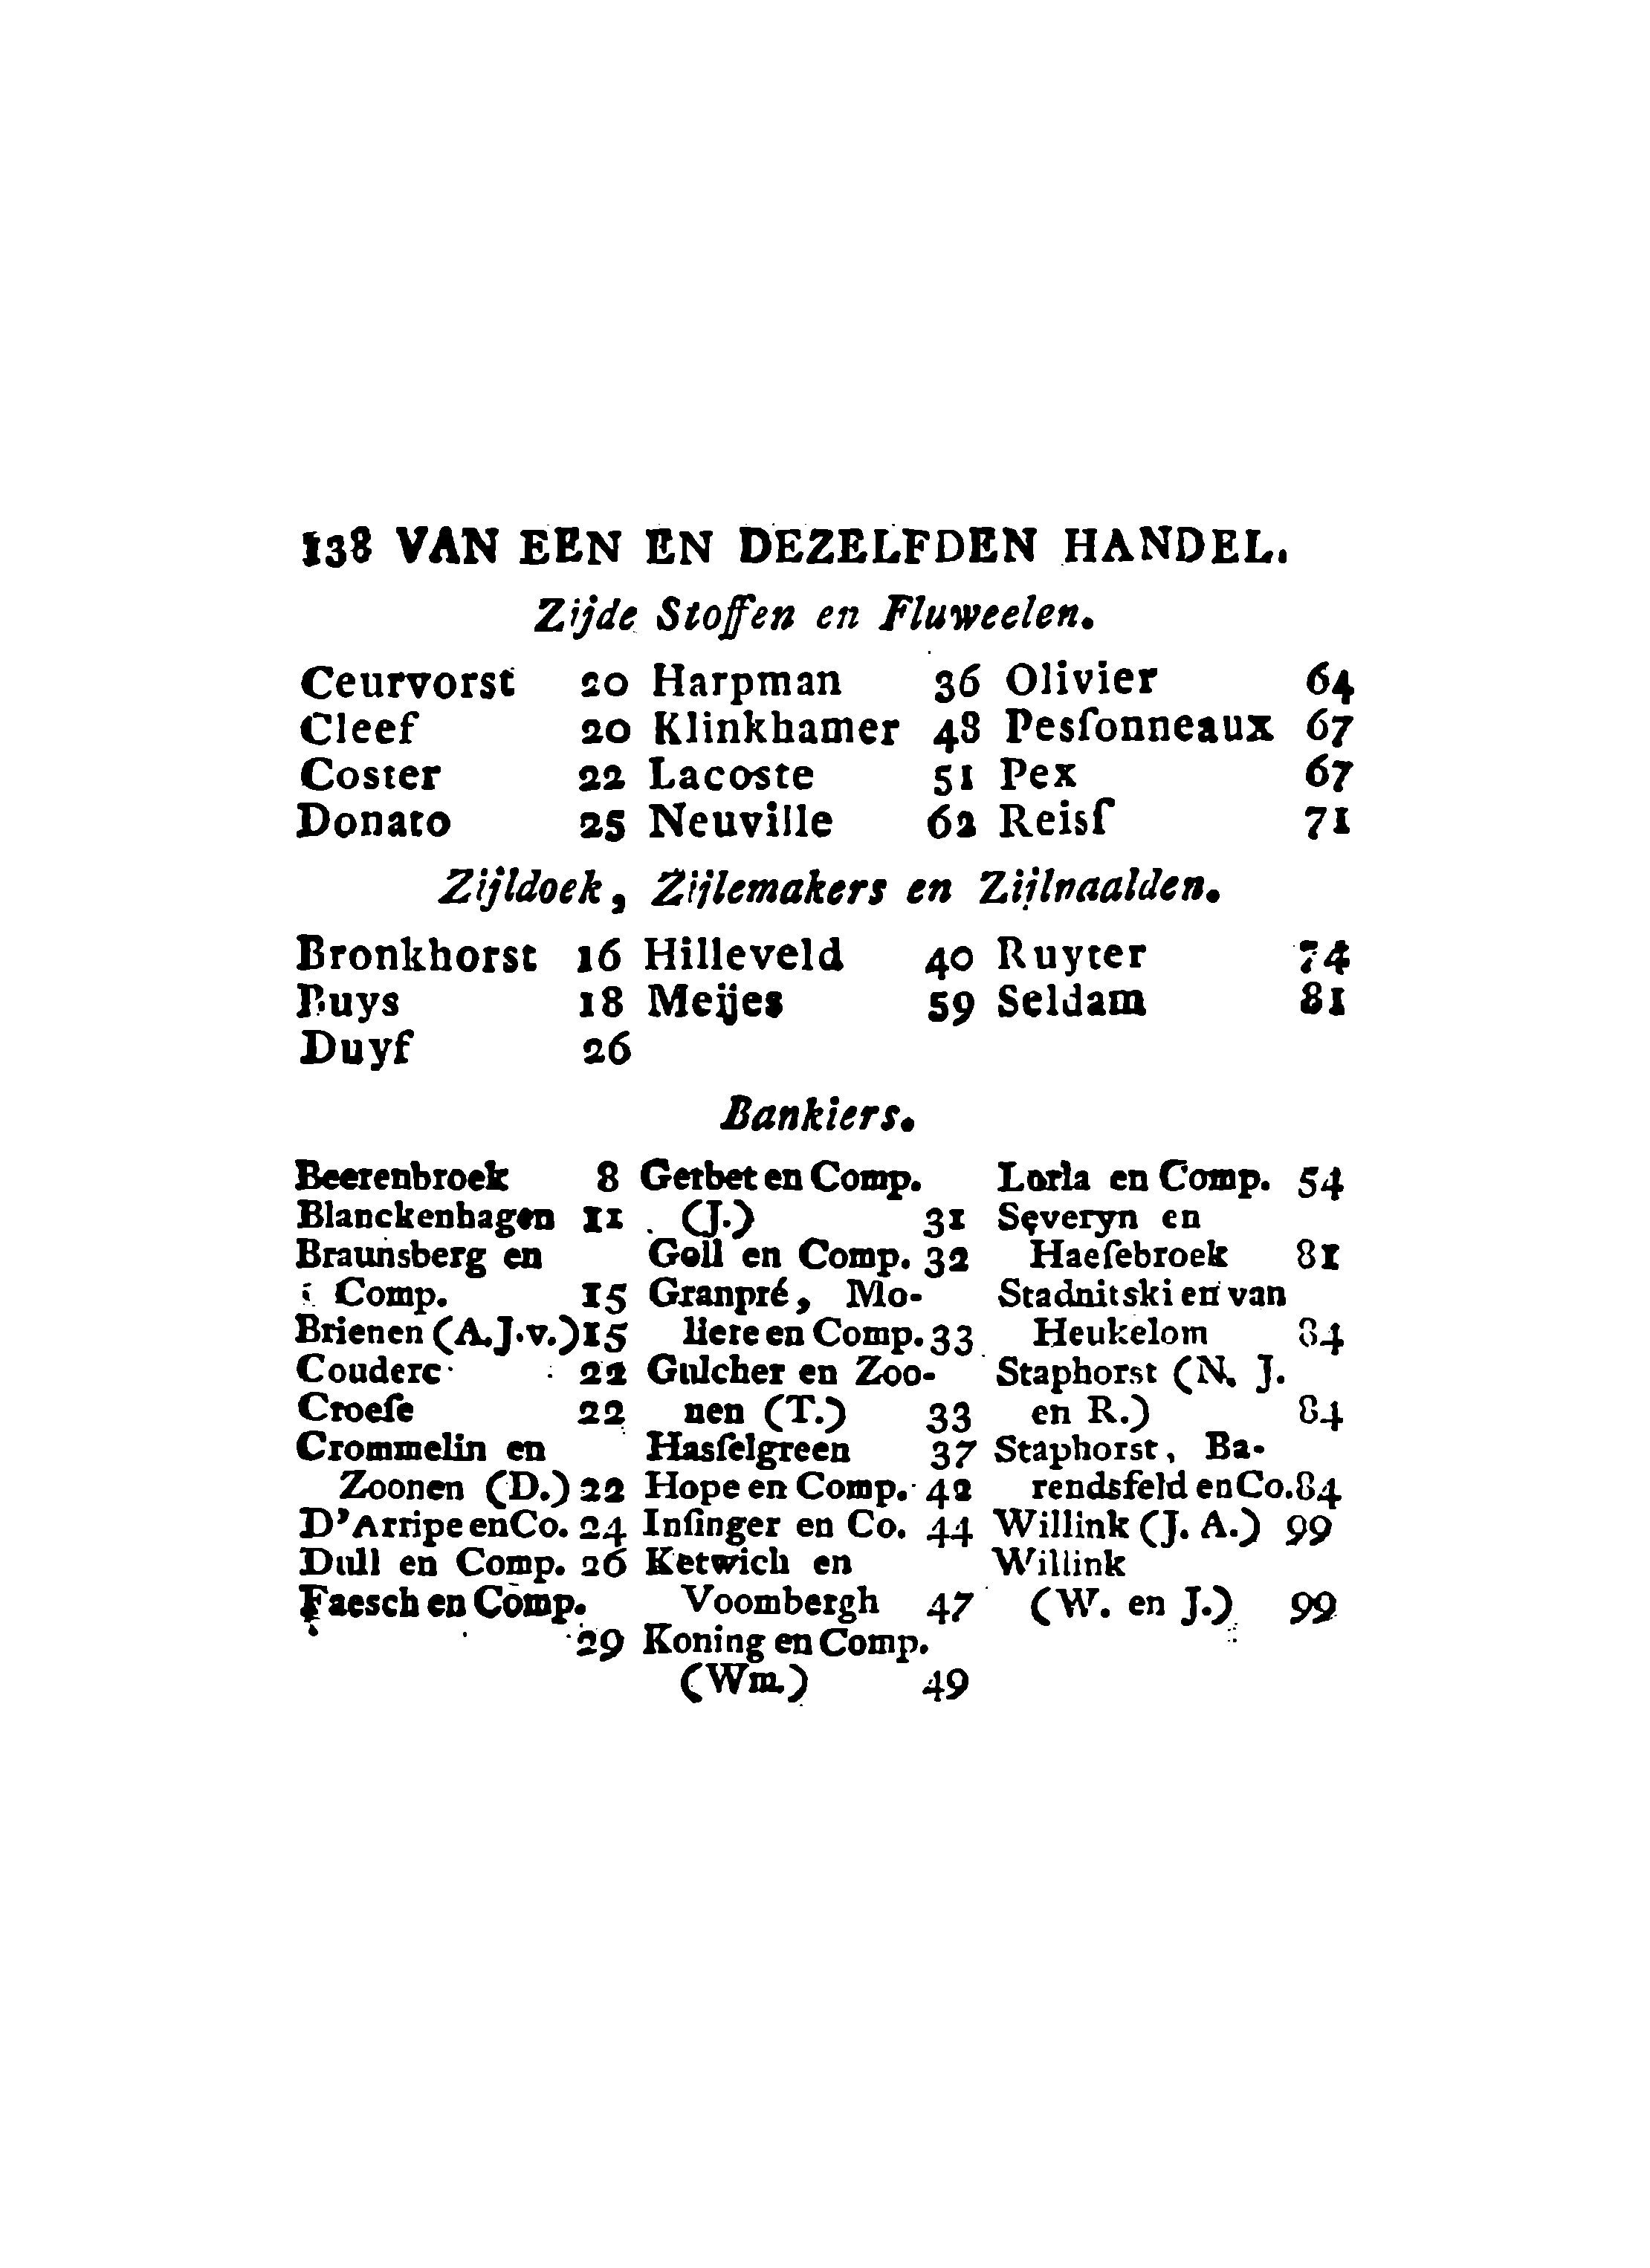 138 VAN EEN EN DEZELFDEN HANDEL.
Zijde Stoffen en Fluweelen.
Ceurvorst 20 Harpman 36 Olivier 64
Cleef 20 Klinkhamer 48 Pesſonneaux 67
Coster 22 Lacoste 51 Pex 67
Donato 25 Neuville 62 Reisſ 71
Zijldoek, Zijlemakers en Zijlnaalden.
Bronkhorst 16 Hilleveld 40 Ruyter 74
Buys 18 Meijes 59 Seldam 81
Duyf 26
Bankiers.
Beerenbroek 8
Blanckenhagen 11
Braunsberg en
Comp. 15
Brienen (A.J.v.) 15
Couderc 22
Croeſe 22
Crommelin en
Zoonen (D.) 22
D'Arripe en Co. 24
Dull en Comp. 26
Faesch en Comp.
29
Gerbet en Comp.
(J.) 31
Goll en Comp. 32
Granpré, Mo-
liere en Comp. 33
Gulcher en Zoo-
nen (T.) 33
Hasſelgreen 37
Hope en Comp. 42
Inſinger en Co. 44
Ketwich en
Voombergh 47
Koning en Comp.
(Wm.) 49
Lorla en Comp. 54
Severyn en
Haeſebroek 81
Stadnitski en van
Heukelom 84
Staphorst (N. J.
en R.) 84
Staphorst, Ba-
rendsfeld en Co. 84
Willink (J. A.) 99
Willink
(W. en J.) 99